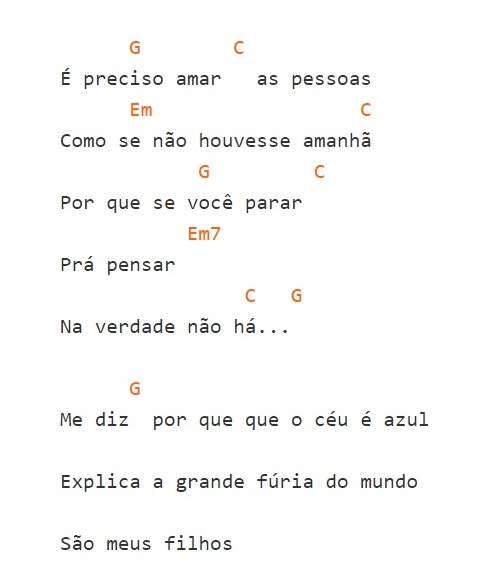 G C
É preciso amar as pessoas
Em C
Como se não houvesse amanhã
G C
Por que se você parar
Em7
Prá pensar
C G
Na verdade não há...
G
Me diz por que que o céu é azul
Explica a grande fúria do mundo
São meus filhos